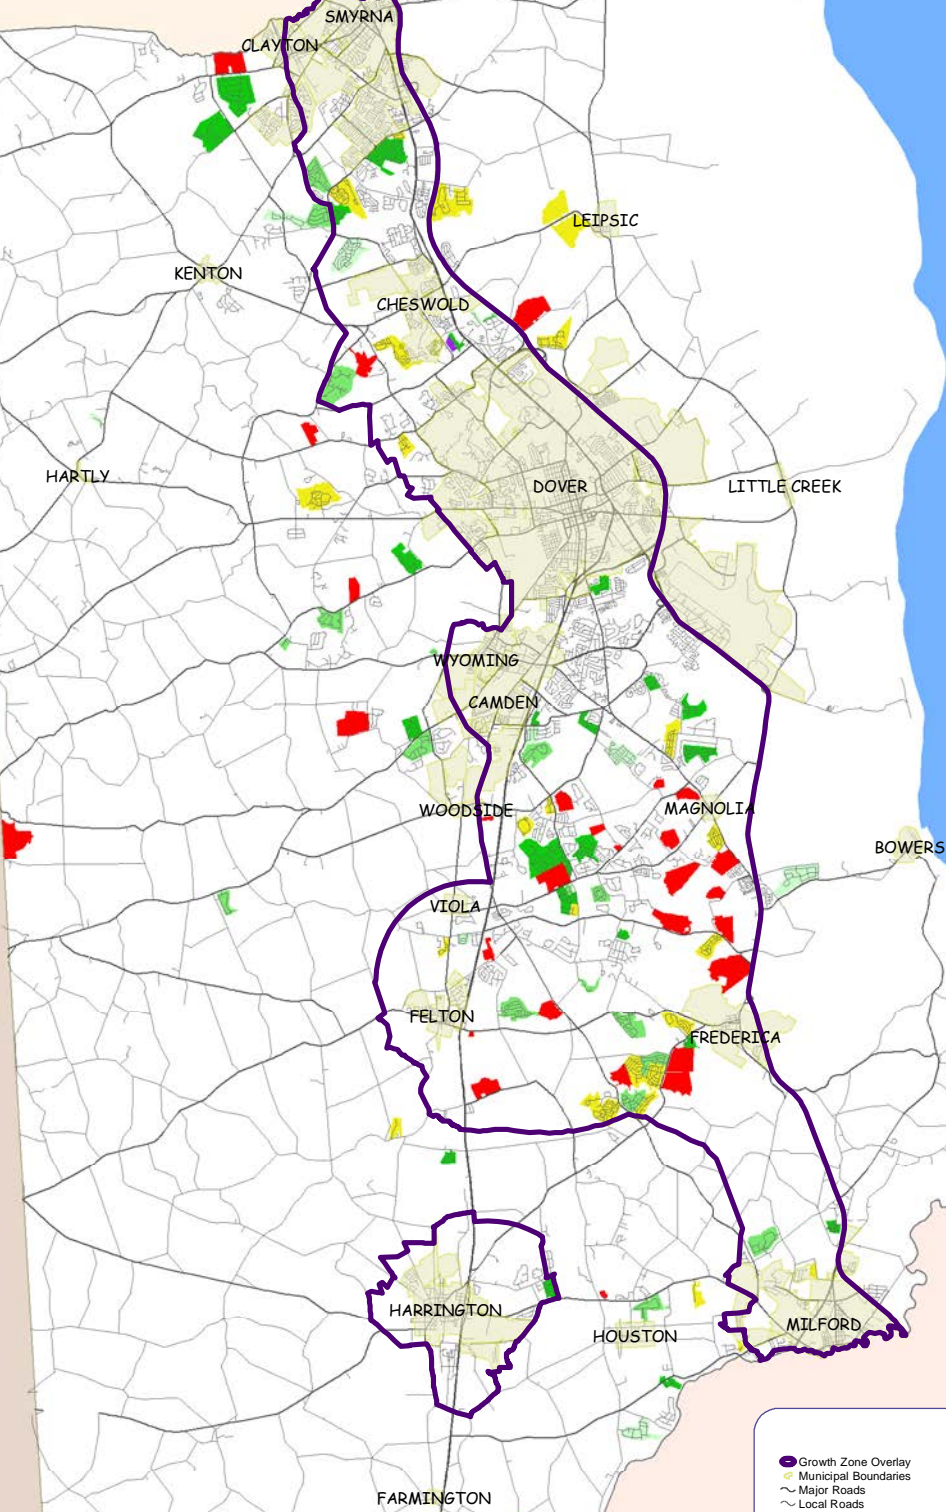 SMYRNA
CLAYTON
LEIPSIC
KENTON
CHESWOLD
HARTLY
DOVER
LITTLE CREEK
WYOMING
CAMDEN
WOODSIDE
MAGNOLIA
BOWERS
VIOLA
FELTON
FREDERICA
HARRINGTON
HOUSTON
MILFORD
FARMINGTON
Growth Zone Overlay
Municipal Boundaries
Major Roads
Local Roads